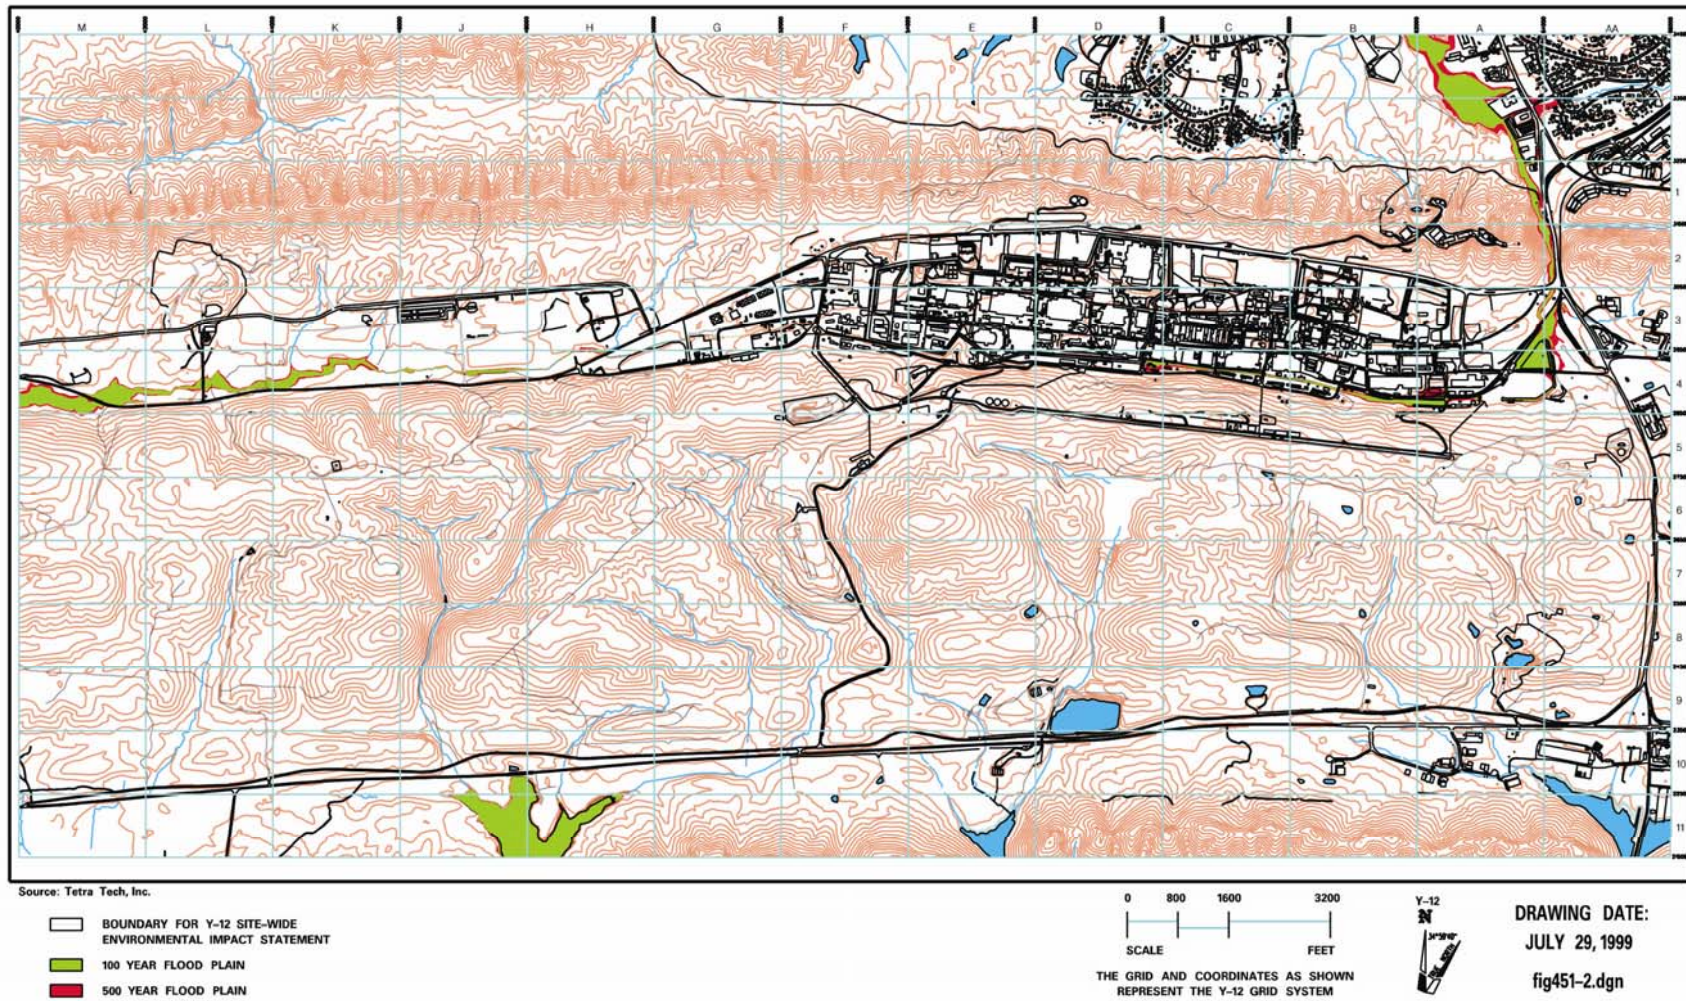 M L K J H G F E D C B A AA
1
2
3
4
5
6
7
8
9
10
11
Source: Tetra Tech, Inc.
BOUNDARY FOR Y-12 SITE-WIDE
ENVIRONMENTAL IMPACT STATEMENT
100 YEAR FLOOD PLAIN
500 YEAR FLOOD PLAIN
0 800 1600 3200
SCALE FEET
THE GRID AND COORDINATES AS SHOWN
REPRESENT THE Y-12 GRID SYSTEM
Y-12
N
TRUE NORTH
DRAWING DATE:
JULY 29, 1999
fig451-2.dgn